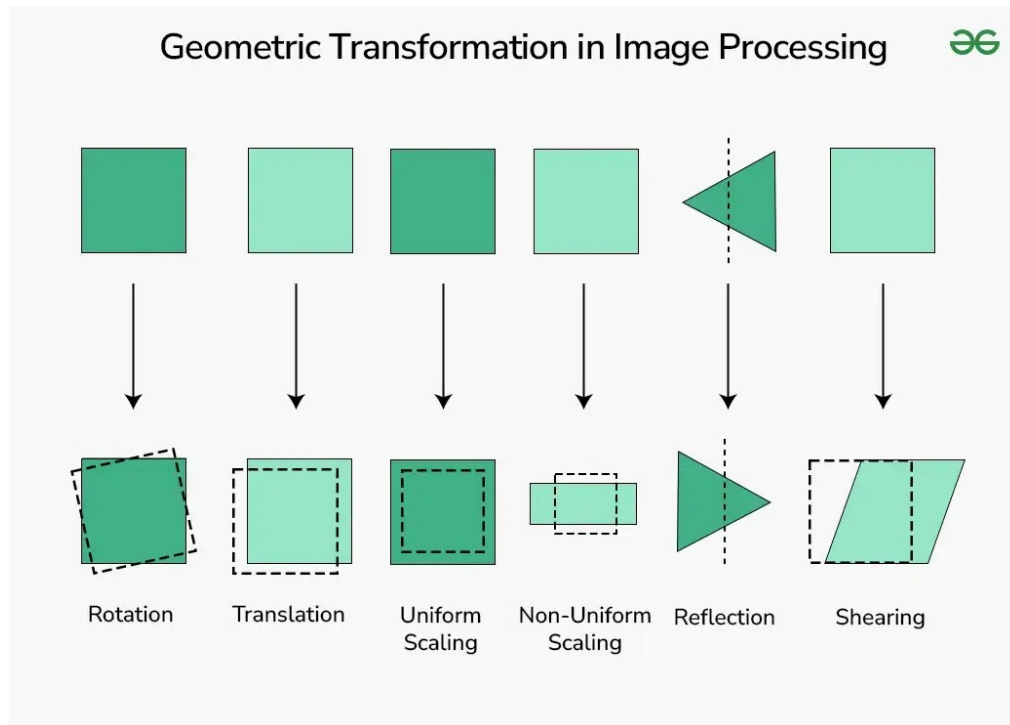 Geometric Transformation in Image Processing
Rotation
Translation
Uniform
Scaling
Non-Uniform
Scaling
Reflection
Shearing